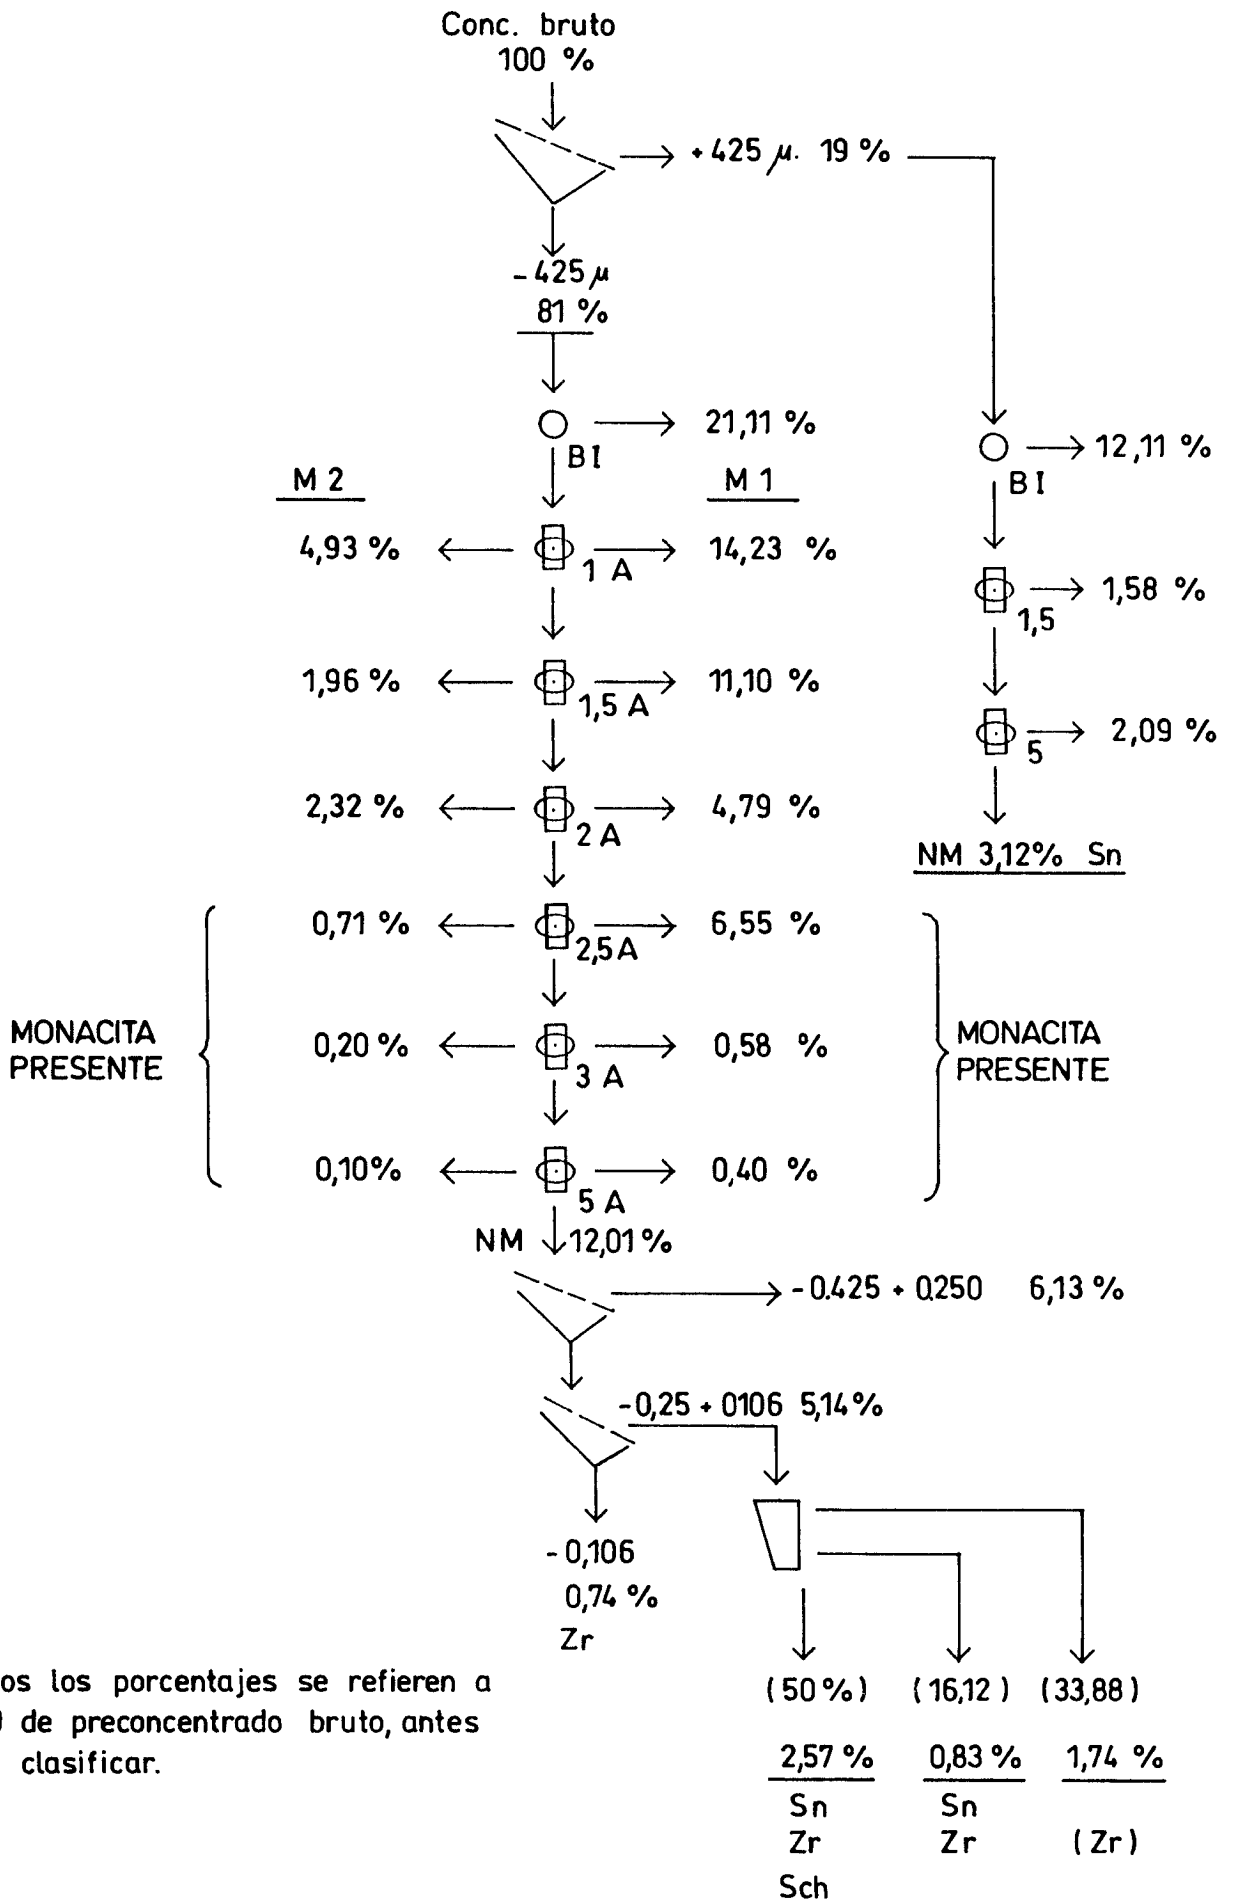 Conc. bruto
100 %
+ 425 µ. 19 %
- 425 µ
81 %
21,11 %
BI
12,11 %
BI
M 2
M 1
4,93 %
14,23 %
1 A
1,58 %
1,5
1,96 %
11,10 %
1,5 A
2,09 %
5
2,32 %
4,79 %
2 A
NM 3,12% Sn
0,71 %
6,55 %
2,5A
MONACITA
PRESENTE
0,20 %
0,58 %
3 A
MONACITA
PRESENTE
0,10%
0,40 %
5 A
NM 12,01%
- 0.425 + 0.250 6,13 %
- 0,25 + 0106 5,14%
- 0,106
0,74 %
Zr
os los porcentajes se refieren a
de preconcentrado bruto, antes
clasificar.
(50%) (16,12) (33,88)
2,57 % 0,83 % 1,74 %
Sn Sn
Zr Zr (Zr)
Sch